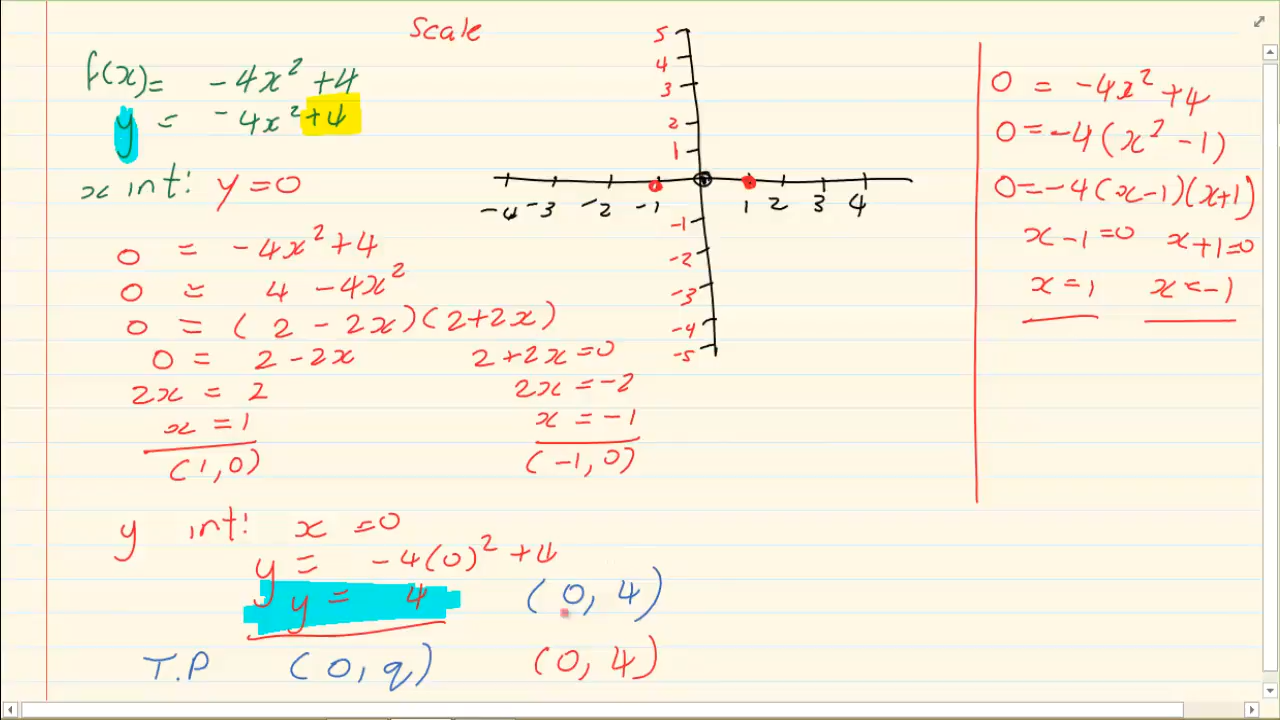 Scale
f(x) = -4x² +4
y = -4x² +4
x int: y = 0
0 = -4x² +4
0 = 4 -4x²
0 = (2 - 2x)(2+2x)
0 = 2 - 2x
2x = 2
x = 1
(1,0)
2+2x = 0
2x = -2
x = -1
(-1, 0)
y int: x = 0
y = -4(0)² +4
y = 4 (0, 4)
T.P (0, q) (0, 4)
5
4
3
2
1
-4 -3 -2 -1 1 2 3 4
-1
-2
-3
-4
-5
0 = -4x² +4
0 = -4(x² - 1)
0 = -4(x-1)(x+1)
x-1 = 0 x+1 = 0
x = 1 x = -1